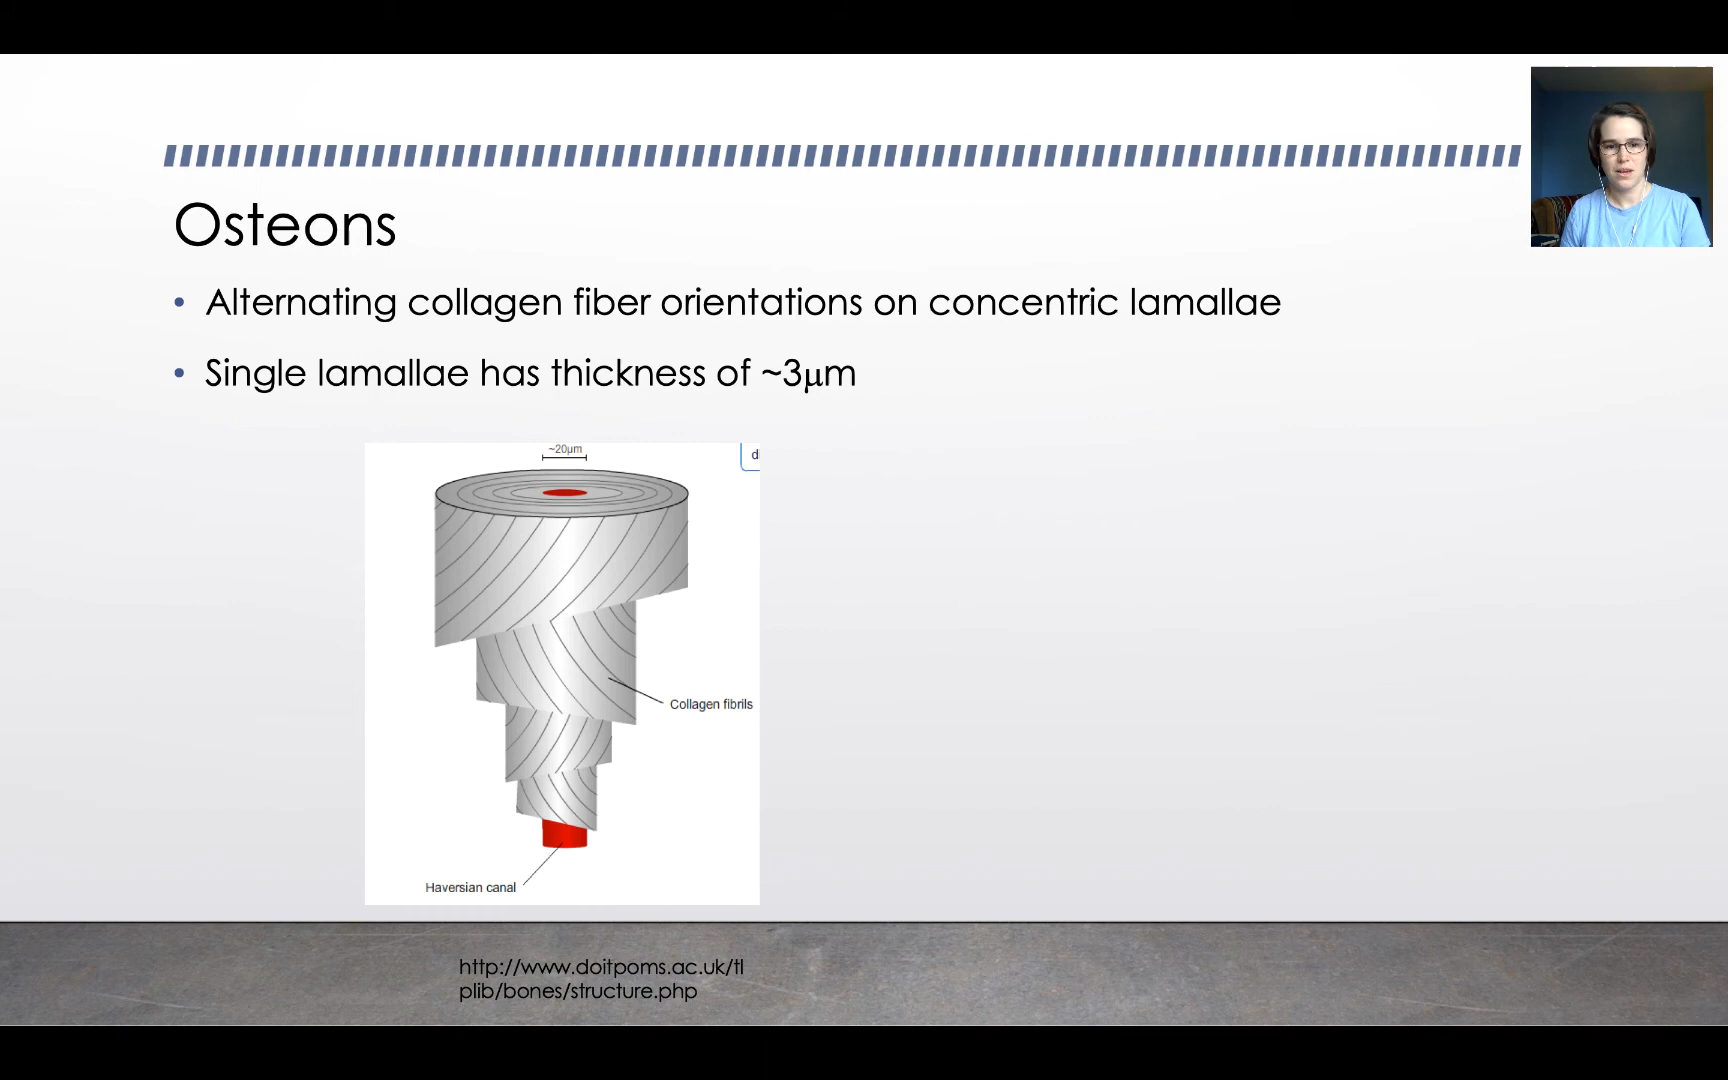 Osteons
• Alternating collagen fiber orientations on concentric lamallae
• Single lamallae has thickness of ~3μm
~20μm
Collagen fibrils
Haversian canal
http://www.doitpoms.ac.uk/tl
plib/bones/structure.php